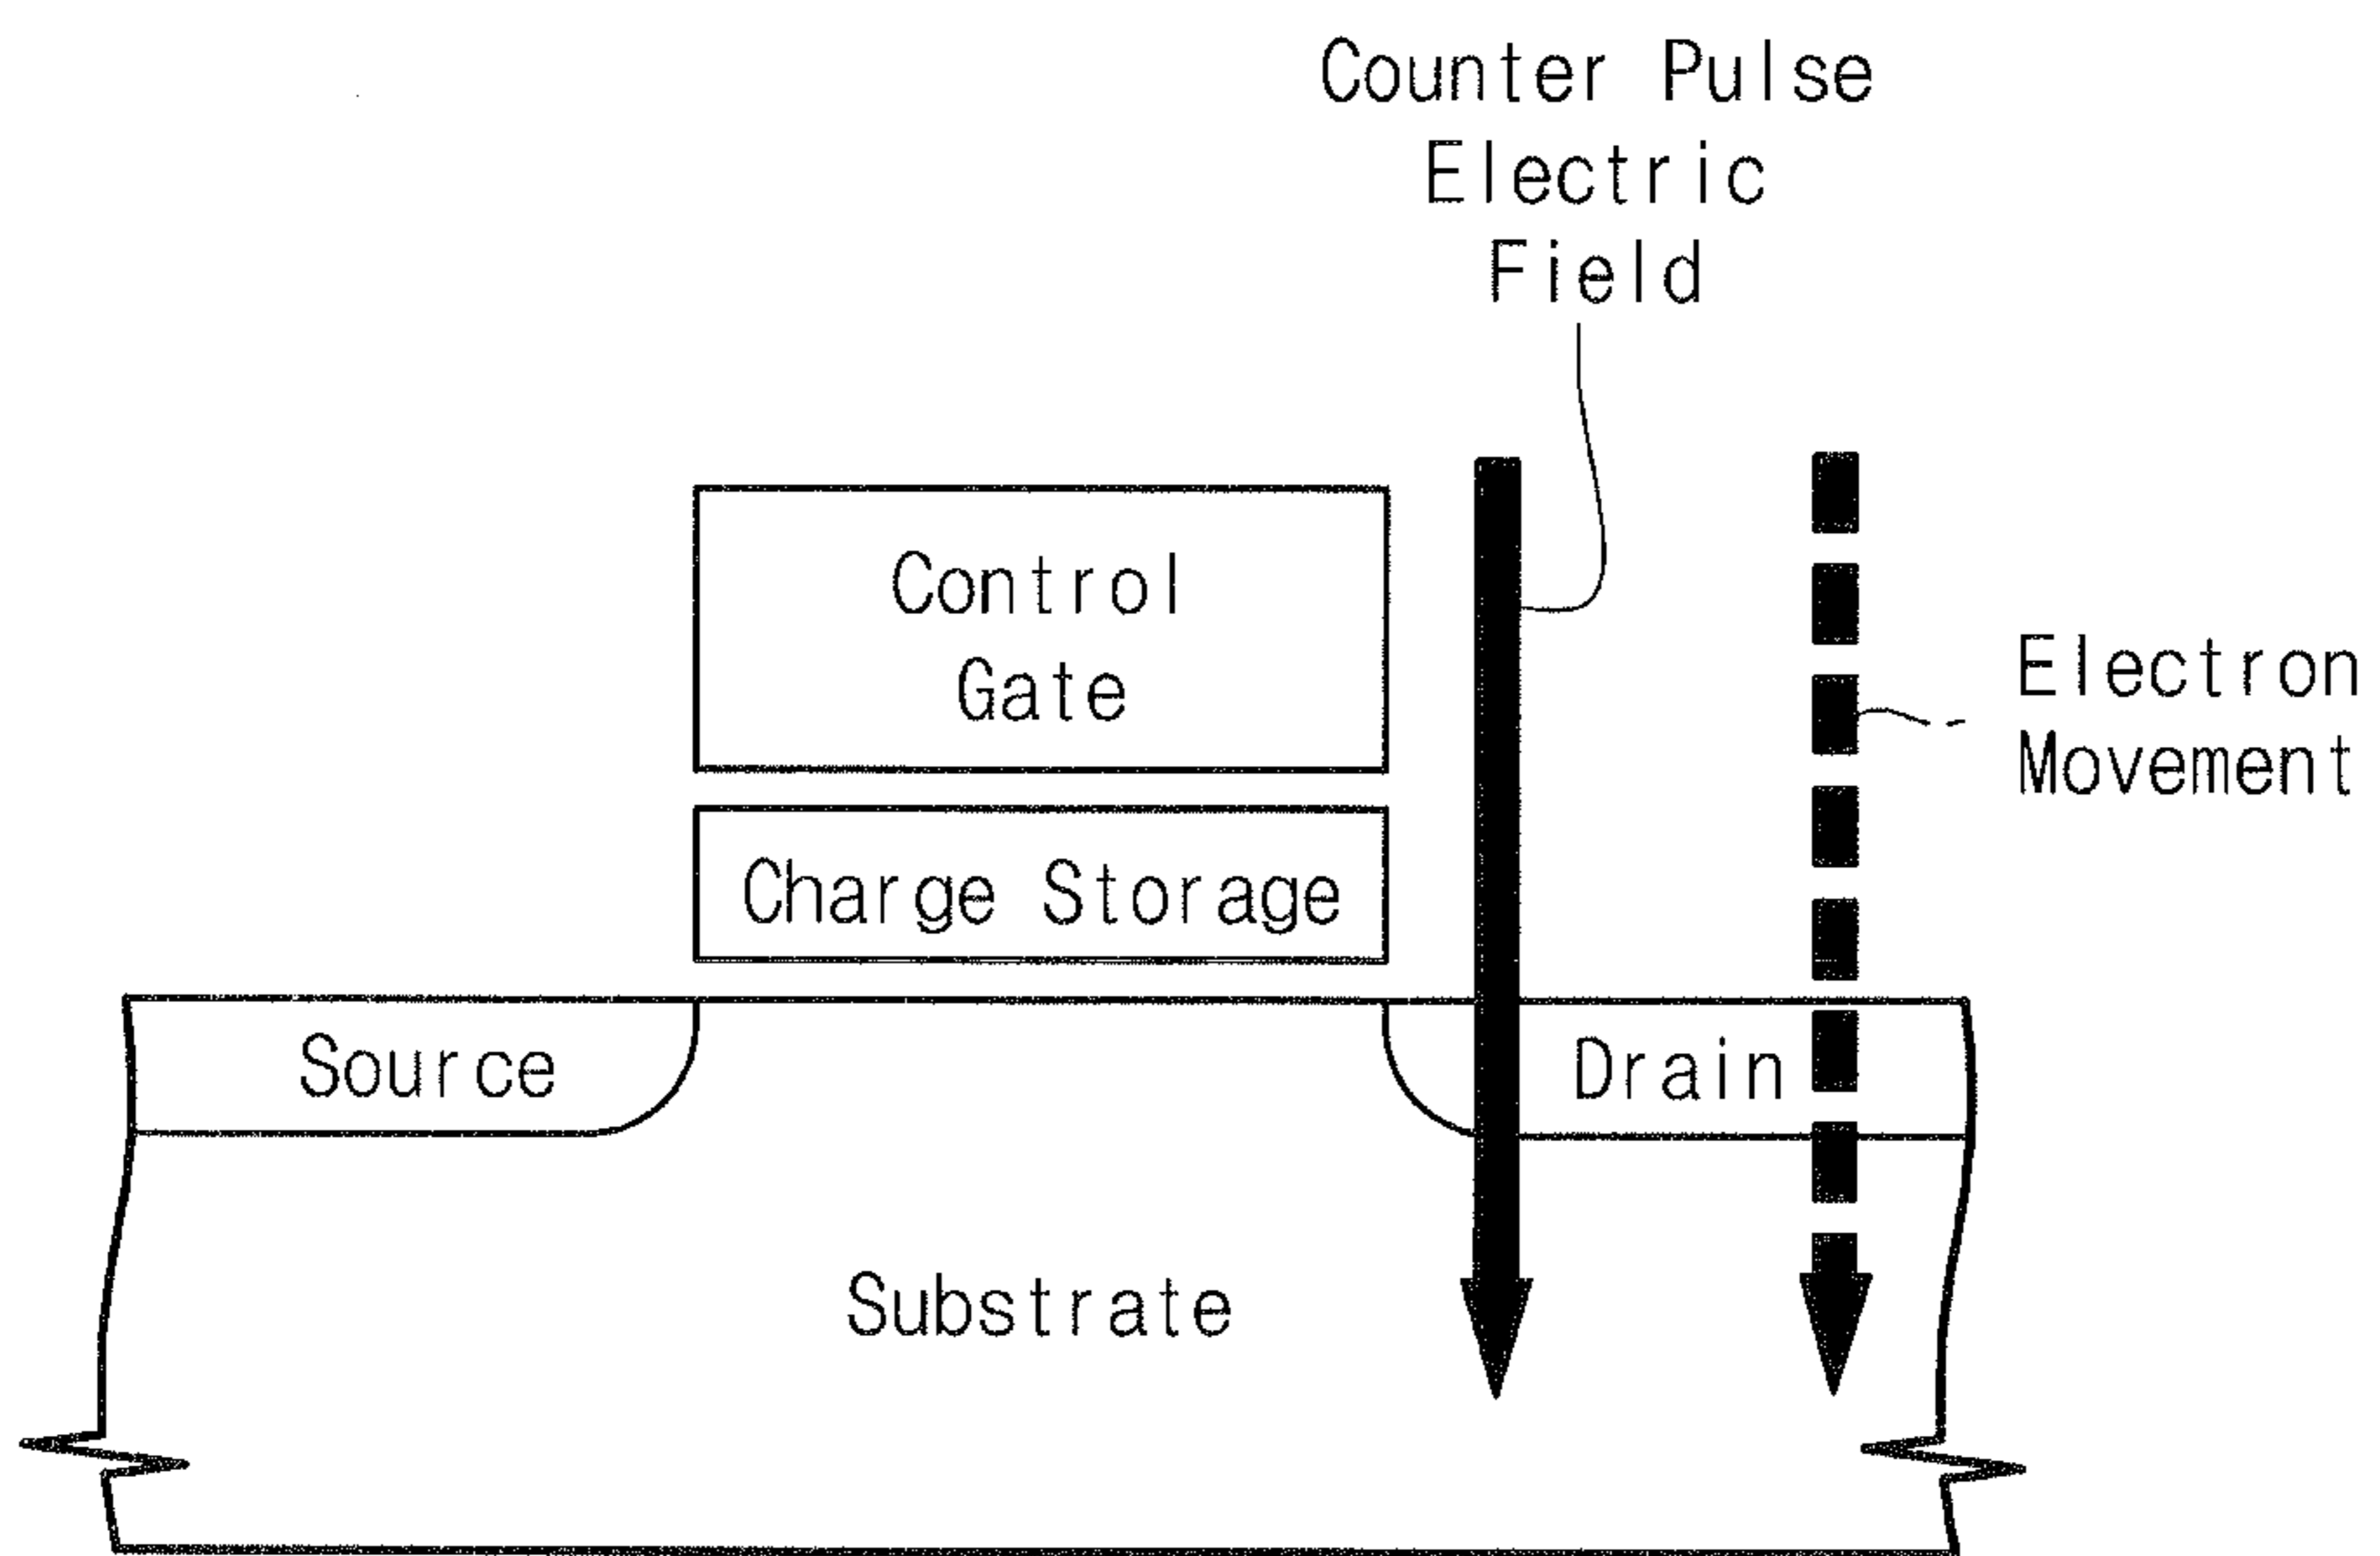 Counter Pulse
Electric
Field
Control
Gate
Electron
Movement
Charge Storage
Source
Drain
Substrate